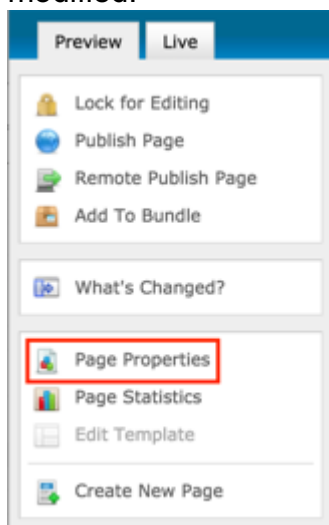 modified.
Preview Live
Lock for Editing
Publish Page
Remote Publish Page
Add To Bundle
What's Changed?
Page Properties
Page Statistics
Edit Template
Create New Page